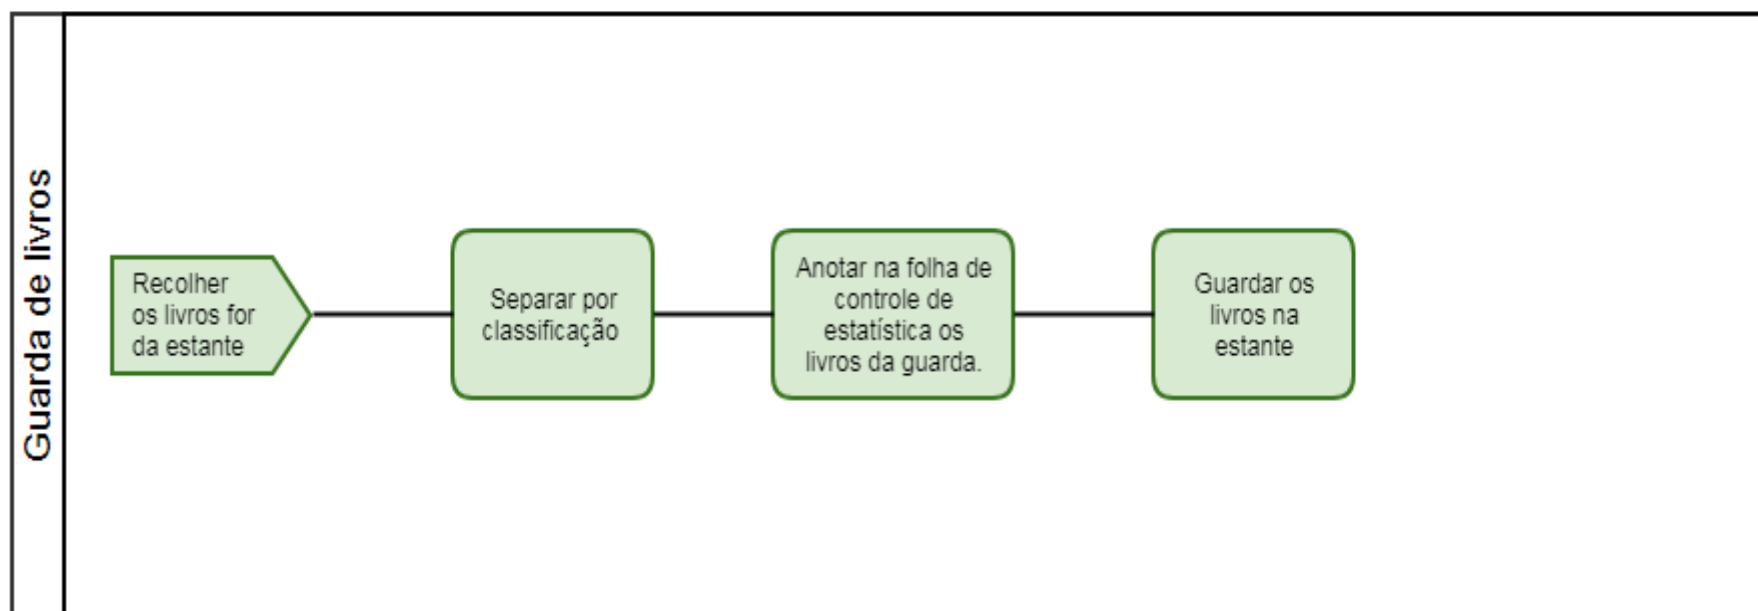 Guarda de livros
Recolher
os livros for
da estante
Separar por
classificação
Anotar na folha de
controle de
estatística os
livros da guarda.
Guardar os
livros na
estante